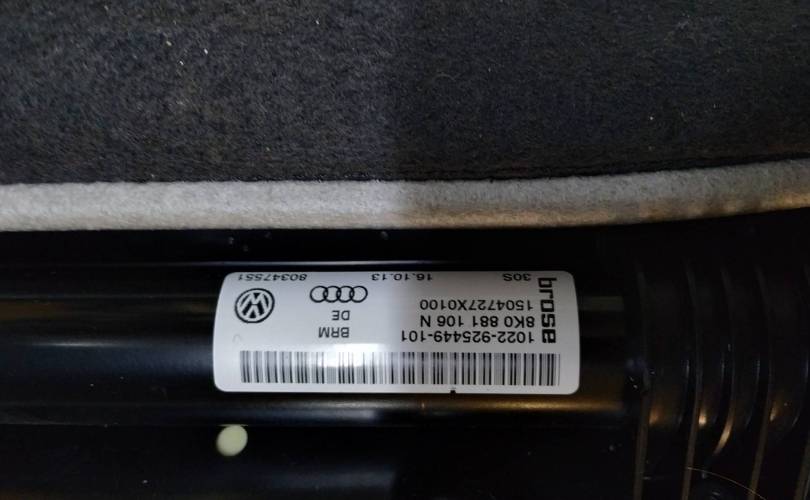 1022-925449-101
brose
8K0 881 106 N
1504727X0100
30S
BRM
DE
16.10.13
80347551